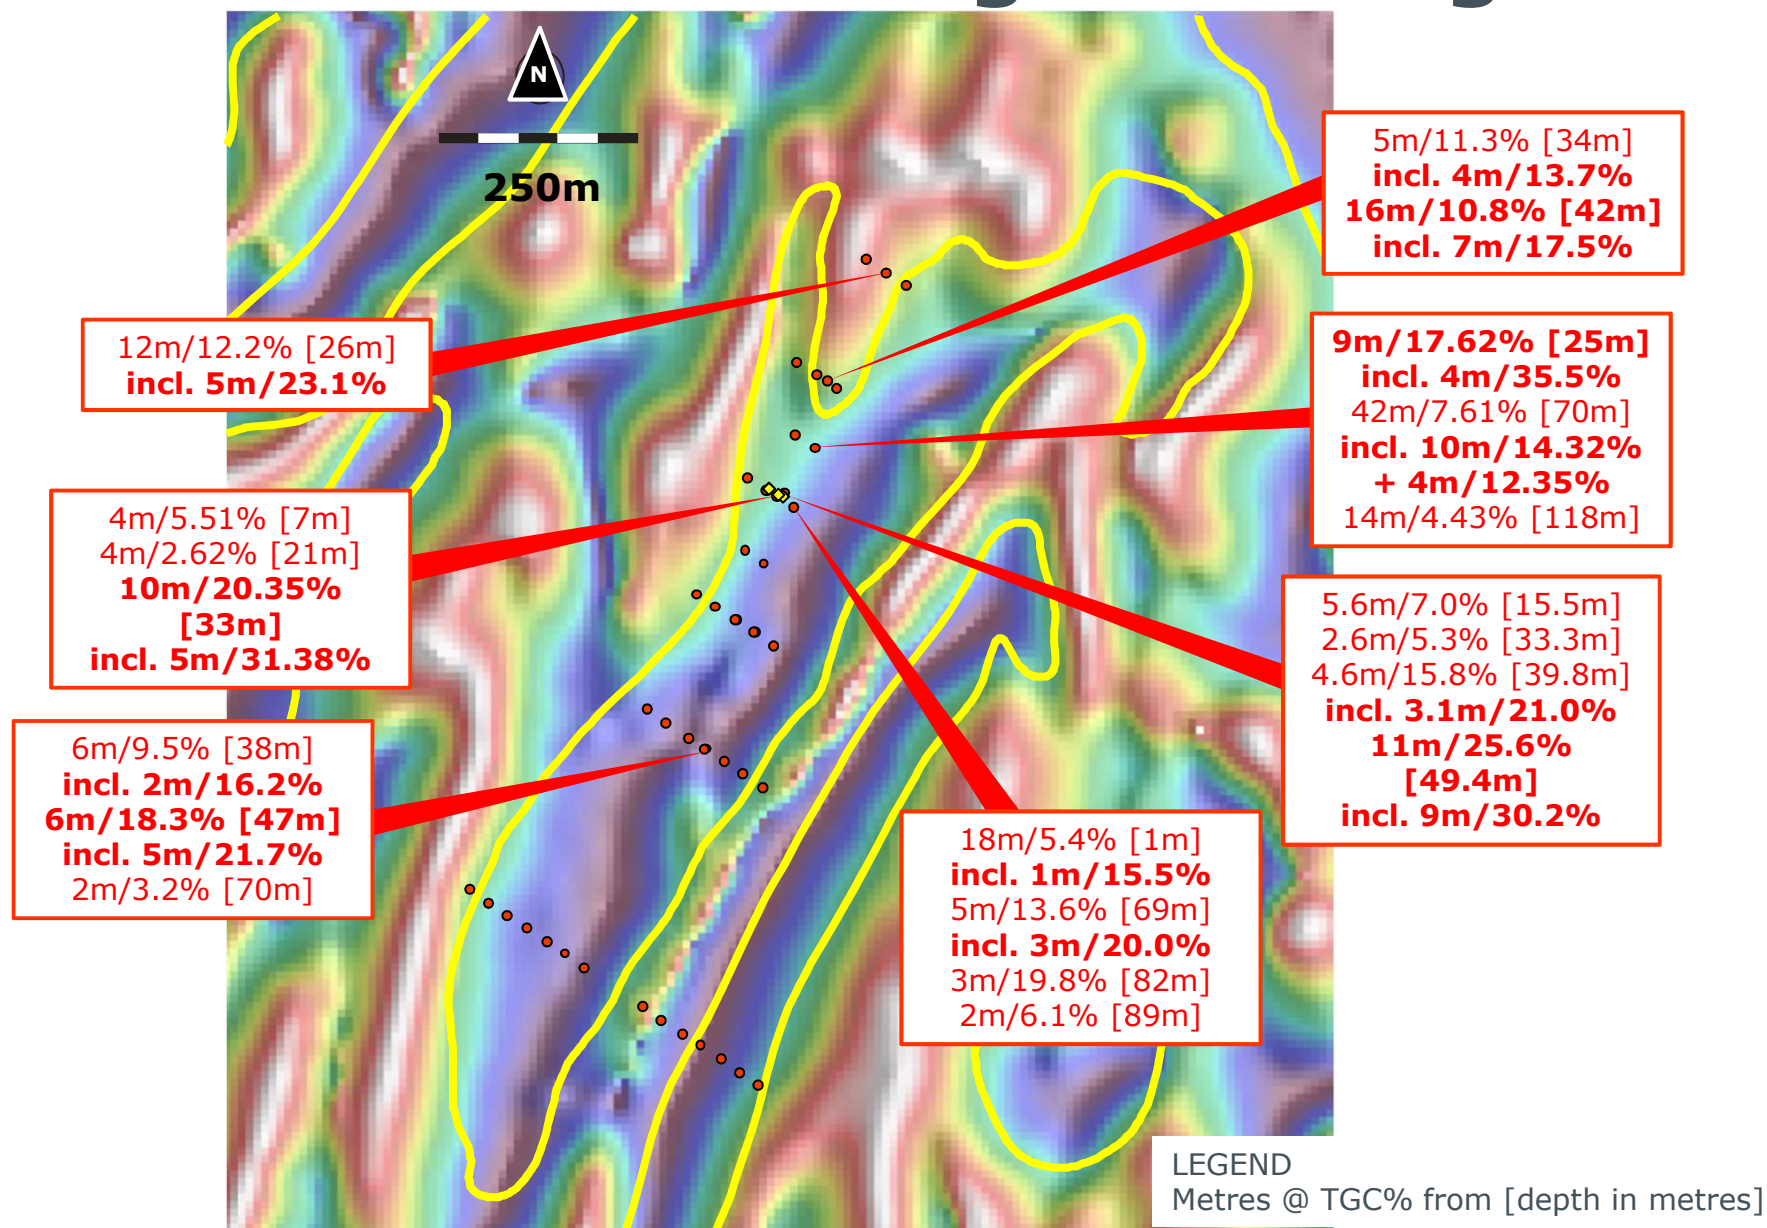 N
250m
5m/11.3% [34m]
incl. 4m/13.7%
16m/10.8% [42m]
incl. 7m/17.5%
12m/12.2% [26m]
incl. 5m/23.1%
9m/17.62% [25m]
incl. 4m/35.5%
42m/7.61% [70m]
incl. 10m/14.32%
+ 4m/12.35%
14m/4.43% [118m]
4m/5.51% [7m]
4m/2.62% [21m]
10m/20.35%
[33m]
incl. 5m/31.38%
5.6m/7.0% [15.5m]
2.6m/5.3% [33.3m]
4.6m/15.8% [39.8m]
incl. 3.1m/21.0%
11m/25.6%
[49.4m]
incl. 9m/30.2%
6m/9.5% [38m]
incl. 2m/16.2%
6m/18.3% [47m]
incl. 5m/21.7%
2m/3.2% [70m]
18m/5.4% [1m]
incl. 1m/15.5%
5m/13.6% [69m]
incl. 3m/20.0%
3m/19.8% [82m]
2m/6.1% [89m]
LEGEND
Metres @ TGC% from [depth in metres]